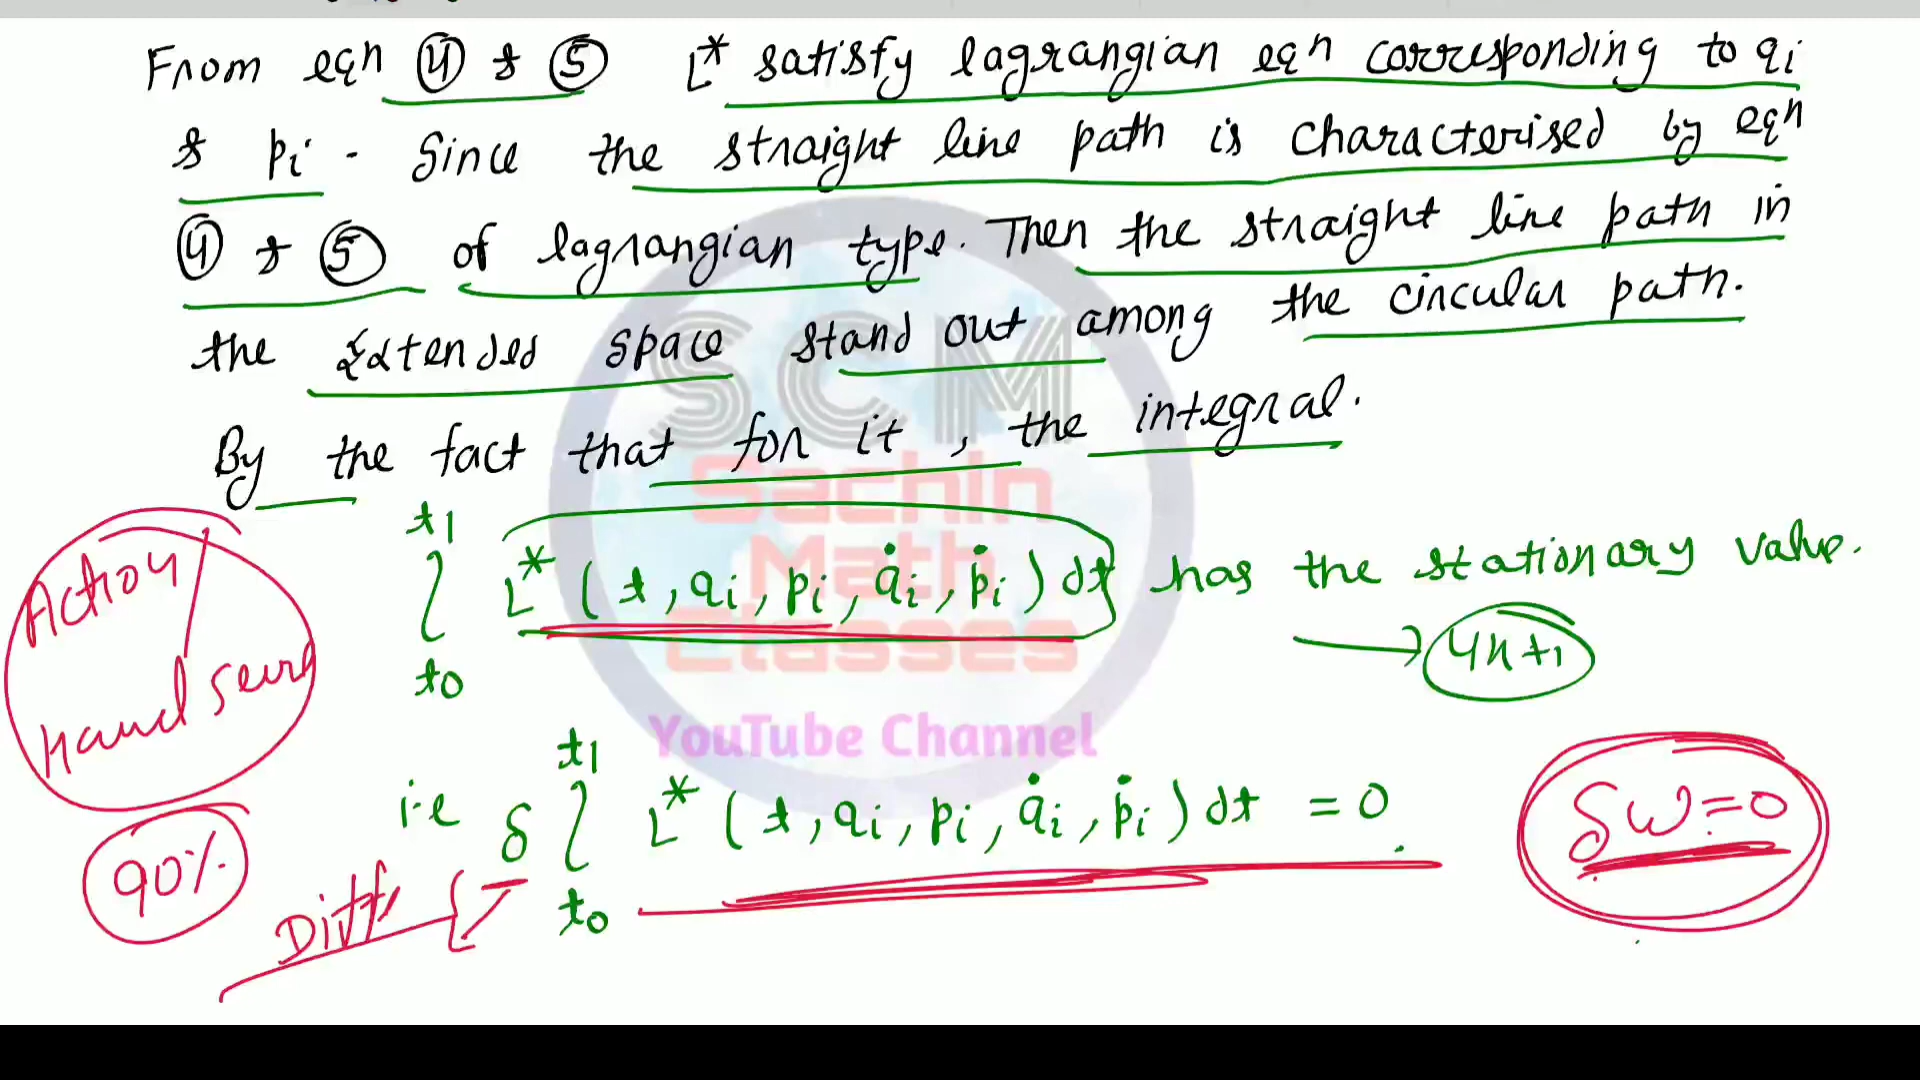 From eqn ④ & ⑤ L* satisfy lagrangian eqn corresponding to qi
& pi . Since the straight line path is characterised by eqn
④ & ⑤ of lagrangian type. Then the straight line path in
the Extended space stand out among the circular path.
By the fact that for it , the integral.
t1
∫ L* ( t , qi , pi , q̇i , ṗi ) dt has the stationary value.
t0
→ 4n+1
Action
t1
i.e δ ∫ L* ( t , qi , pi , q̇i , ṗi ) dt = 0
t0
δw=0
90%
Diff
SCM
Sachin
Math
Classes
YouTube Channel